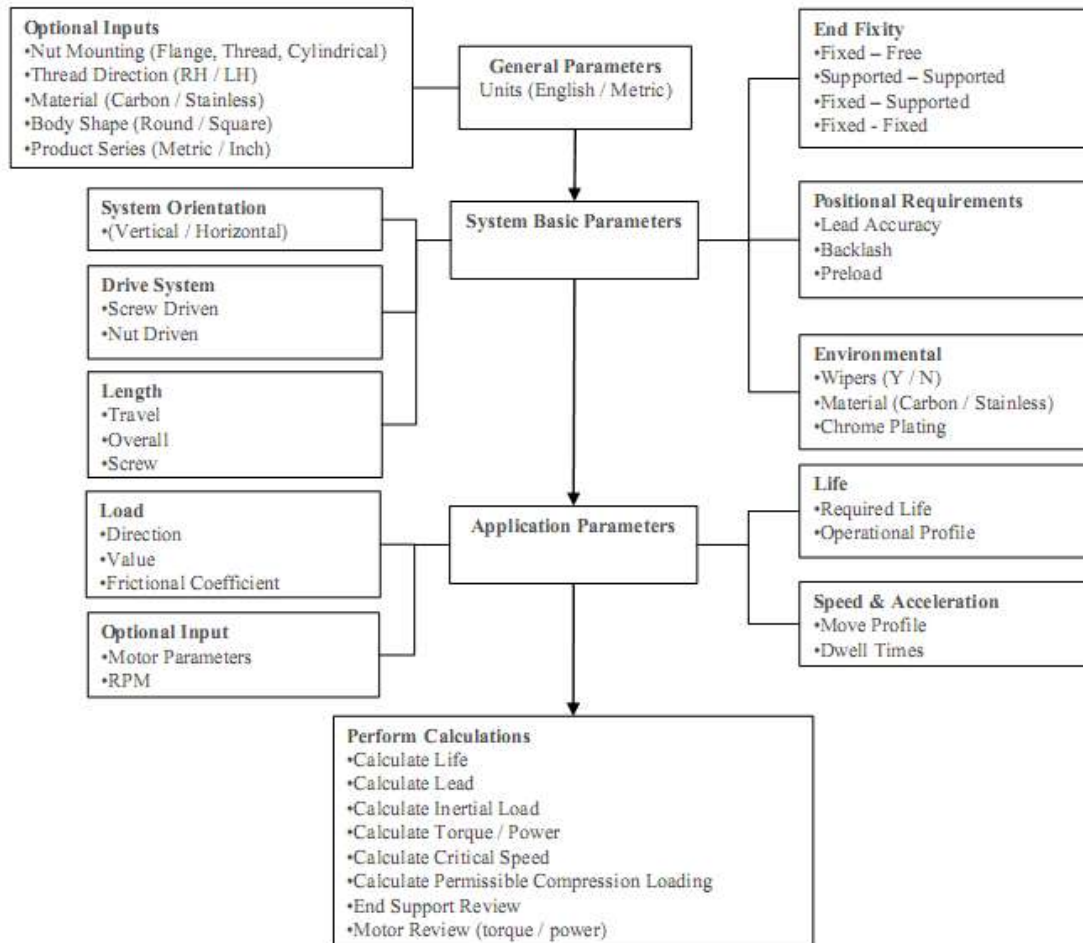 Optional Inputs
•Nut Mounting (Flange, Thread, Cylindrical)
•Thread Direction (RH / LH)
•Material (Carbon / Stainless)
•Body Shape (Round / Square)
•Product Series (Metric / Inch)
General Parameters
Units (English / Metric)
End Fixity
•Fixed – Free
•Supported – Supported
•Fixed – Supported
•Fixed - Fixed
System Orientation
•(Vertical / Horizontal)
System Basic Parameters
Positional Requirements
•Lead Accuracy
•Backlash
•Preload
Drive System
•Screw Driven
•Nut Driven
Environmental
•Wipers (Y / N)
•Material (Carbon / Stainless)
•Chrome Plating
Length
•Travel
•Overall
•Screw
Load
•Direction
•Value
•Frictional Coefficient
Application Parameters
Life
•Required Life
•Operational Profile
Optional Input
•Motor Parameters
•RPM
Speed & Acceleration
•Move Profile
•Dwell Times
Perform Calculations
•Calculate Life
•Calculate Lead
•Calculate Inertial Load
•Calculate Torque / Power
•Calculate Critical Speed
•Calculate Permissible Compression Loading
•End Support Review
•Motor Review (torque / power)